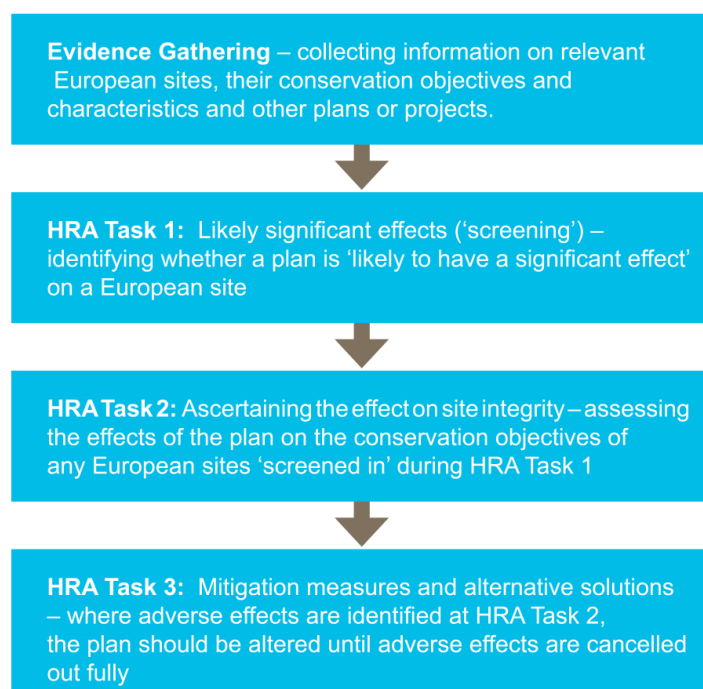 Evidence Gathering – collecting information on relevant
European sites, their conservation objectives and
characteristics and other plans or projects.
HRA Task 1: Likely significant effects (‘screening’) –
identifying whether a plan is ‘likely to have a significant effect’
on a European site
HRA Task 2: Ascertaining the effect on site integrity – assessing
the effects of the plan on the conservation objectives of
any European sites ‘screened in’ during HRA Task 1
HRA Task 3: Mitigation measures and alternative solutions
– where adverse effects are identified at HRA Task 2,
the plan should be altered until adverse effects are cancelled
out fully